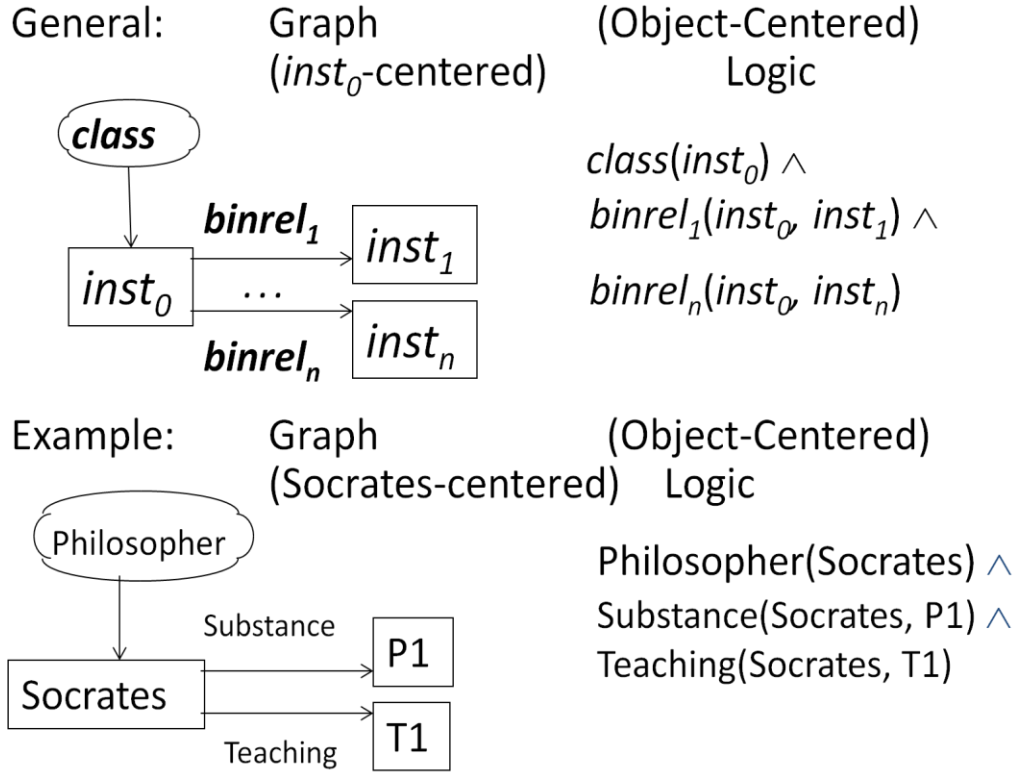 General: Graph (Object-Centered)
(inst₀-centered) Logic
class
class(inst₀) ∧
binrel₁
binrel₁(inst₀, inst₁) ∧
inst₁
inst₀
...
binrelₙ(inst₀, instₙ)
instₙ
binrelₙ
Example: Graph (Object-Centered)
(Socrates-centered) Logic
Philosopher
Philosopher(Socrates) ∧
Substance
Substance(Socrates, P1) ∧
P1
Teaching(Socrates, T1)
Socrates
T1
Teaching